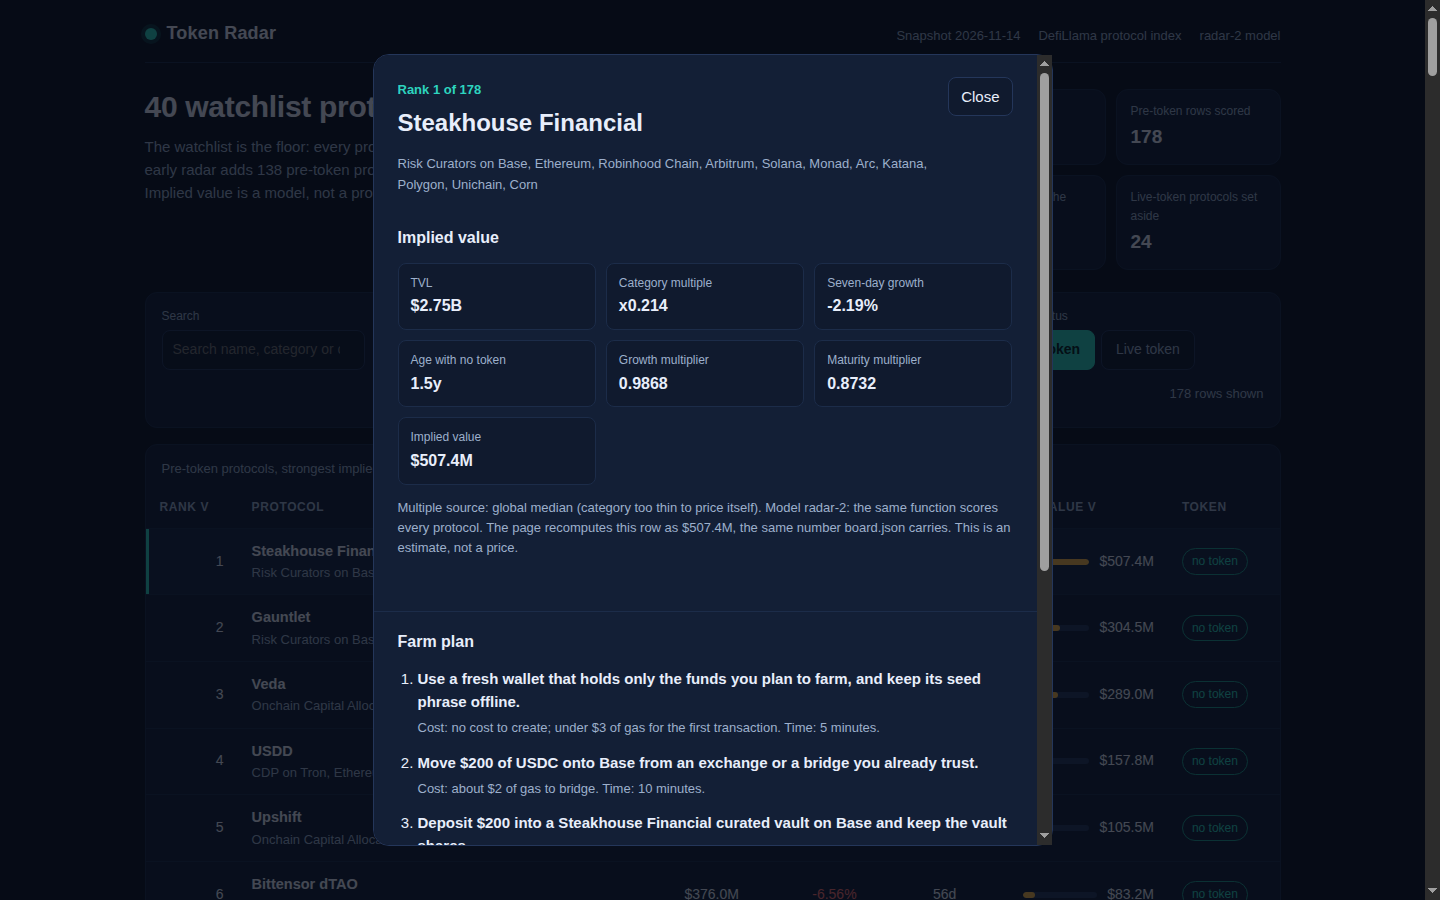 Token Radar
Snapshot 2026-11-14 DefiLlama protocol index radar-2 model
40 watchlist
The watchlist is the floor: every
early radar adds 138 pre-token
Implied value is a model, not a
Pre-token rows scored
178
Live-token protocols set
aside
24
Search
Search name, category or
Live token
178 rows shown
Pre-token protocols, strongest
RANK V PROTOCOL TOKEN
1 Steakhouse $507.4M no token
Risk Curators on
2 Gauntlet $304.5M no token
Risk Curators on
3 Veda $289.0M no token
Onchain Capital
4 USDD $157.8M no token
CDP on Tron,
5 Upshift $105.5M no token
Onchain Capital
6 Bittensor dTAO $376.0M -6.56% 56d $83.2M no token
Rank 1 of 178
Close
Steakhouse Financial
Risk Curators on Base, Ethereum, Robinhood Chain, Arbitrum, Solana, Monad, Arc, Katana,
Polygon, Unichain, Corn
Implied value
TVL
$2.75B
Category multiple
x0.214
Seven-day growth
-2.19%
Age with no token
1.5y
Growth multiplier
0.9868
Maturity multiplier
0.8732
Implied value
$507.4M
Multiple source: global median (category too thin to price itself). Model radar-2: the same function scores
every protocol. The page recomputes this row as $507.4M, the same number board.json carries. This is an
estimate, not a price.
Farm plan
1. Use a fresh wallet that holds only the funds you plan to farm, and keep its seed
phrase offline.
Cost: no cost to create; under $3 of gas for the first transaction. Time: 5 minutes.
2. Move $200 of USDC onto Base from an exchange or a bridge you already trust.
Cost: about $2 of gas to bridge. Time: 10 minutes.
3. Deposit $200 into a Steakhouse Financial curated vault on Base and keep the vault